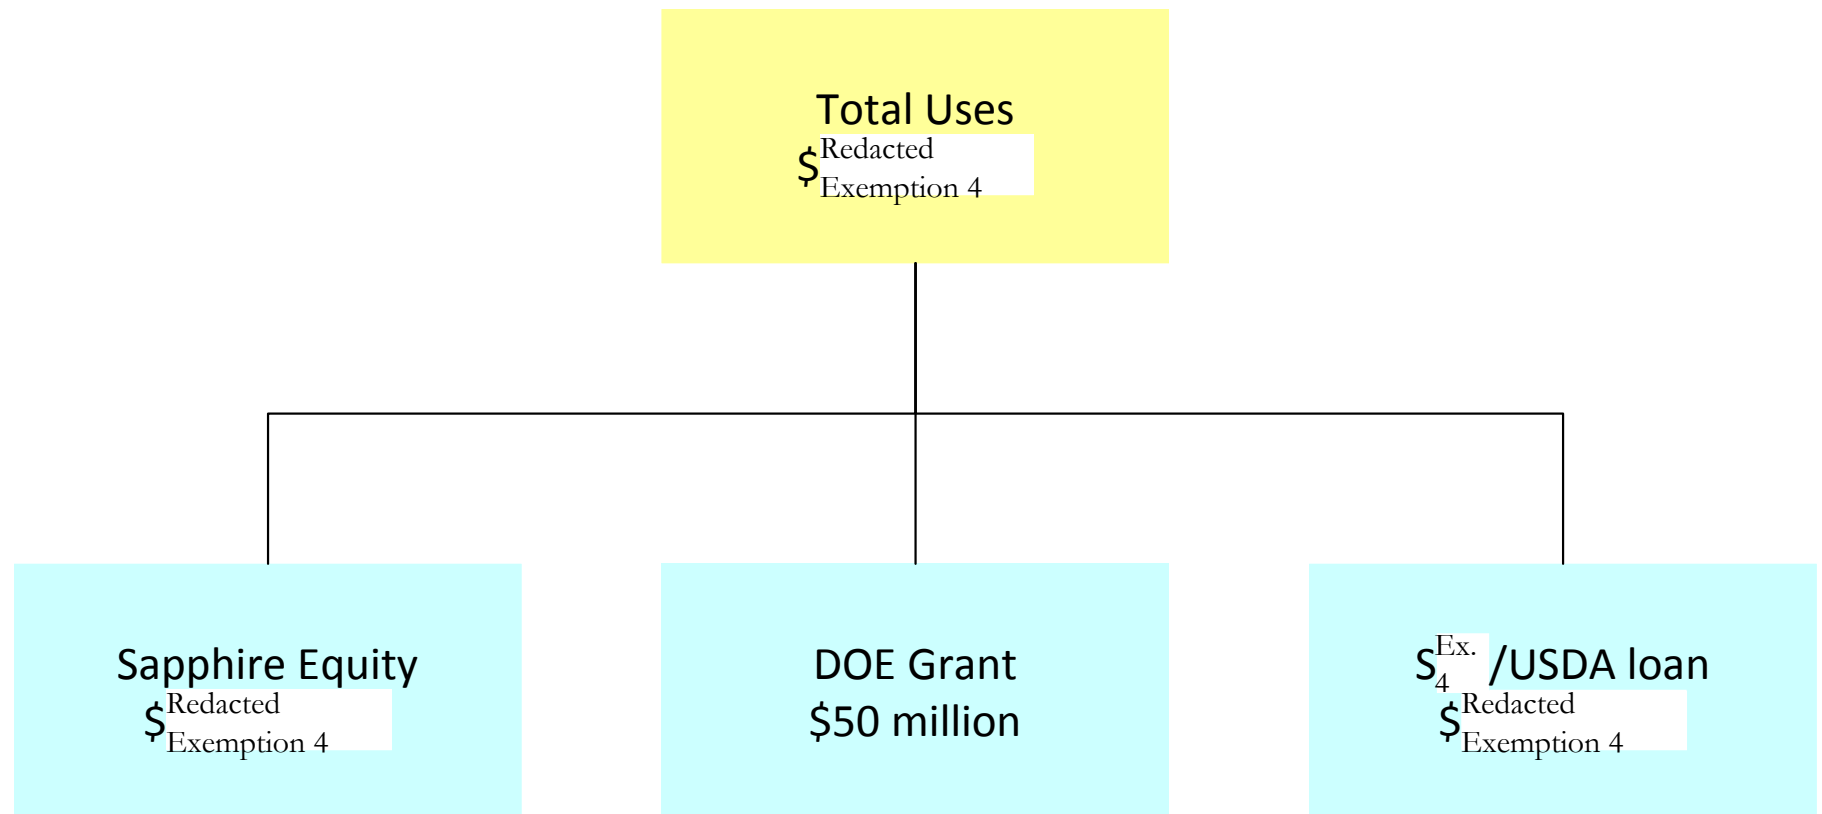 Total Uses
$Redacted
Exemption 4
Sapphire Equity
$Redacted
Exemption 4
DOE Grant
$50 million
SEx.
4 /USDA loan
$Redacted
Exemption 4